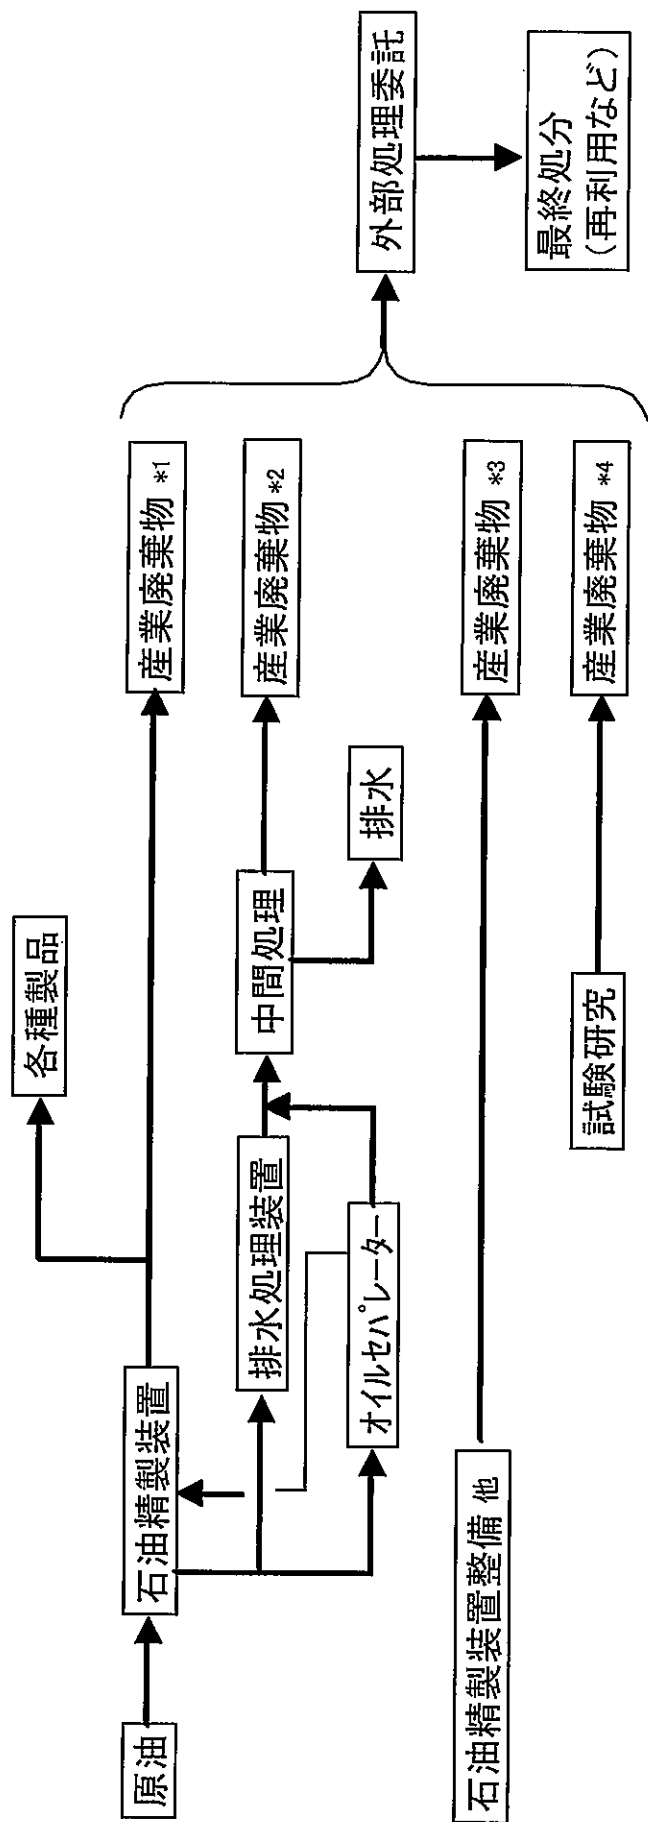 各種製品
原油
石油精製装置
産業廃棄物 *1
排水処理装置
中間処理
産業廃棄物 *2
オイルセパレーター
排水
石油精製装置整備 他
産業廃棄物 *3
試験研究
産業廃棄物 *4
外部処理委託
最終処分
（再利用など）